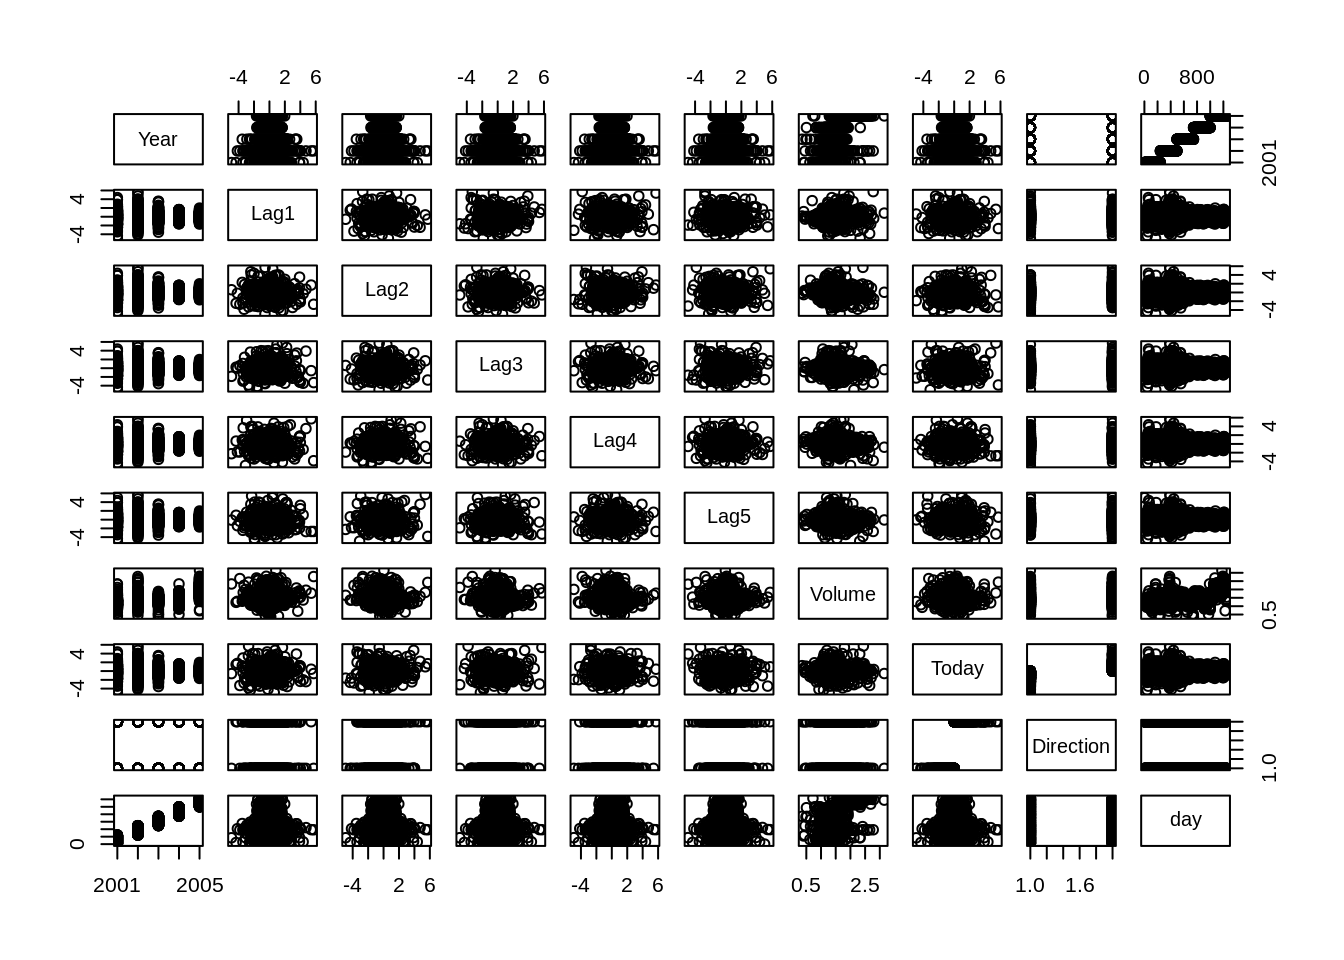 -4 2 6 -4 2 6 -4 2 6 -4 2 6 0 800
Year 2001
-4 4 Lag1
Lag2 -4 4
-4 4 Lag3
Lag4 -4 4
-4 4 Lag5
Volume 0.5
-4 4 Today
Direction 1.0
0 day
2001 2005 -4 2 6 -4 2 6 0.5 2.5 1.0 1.6